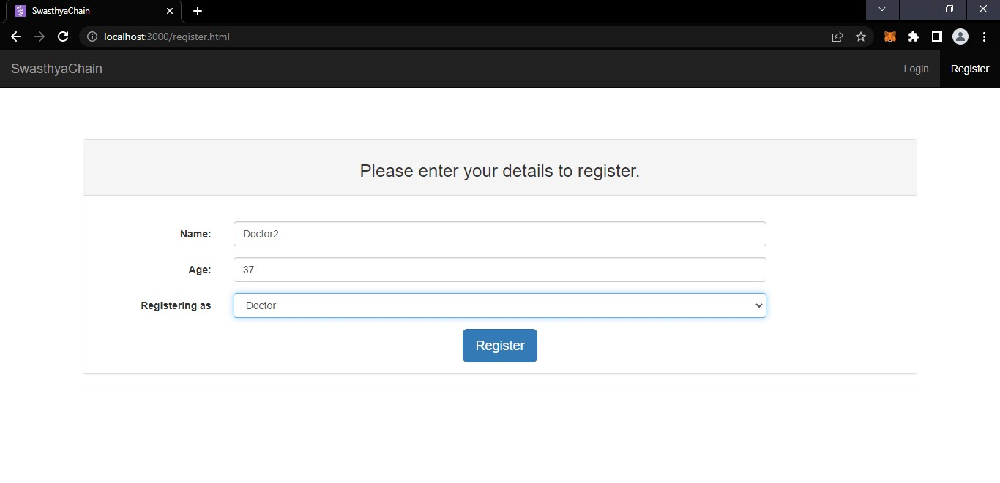 SwasthyaChain
localhost:3000/register.html
SwasthyaChain Login Register
Please enter your details to register.
Name: Doctor2
Age: 37
Registering as Doctor
Register